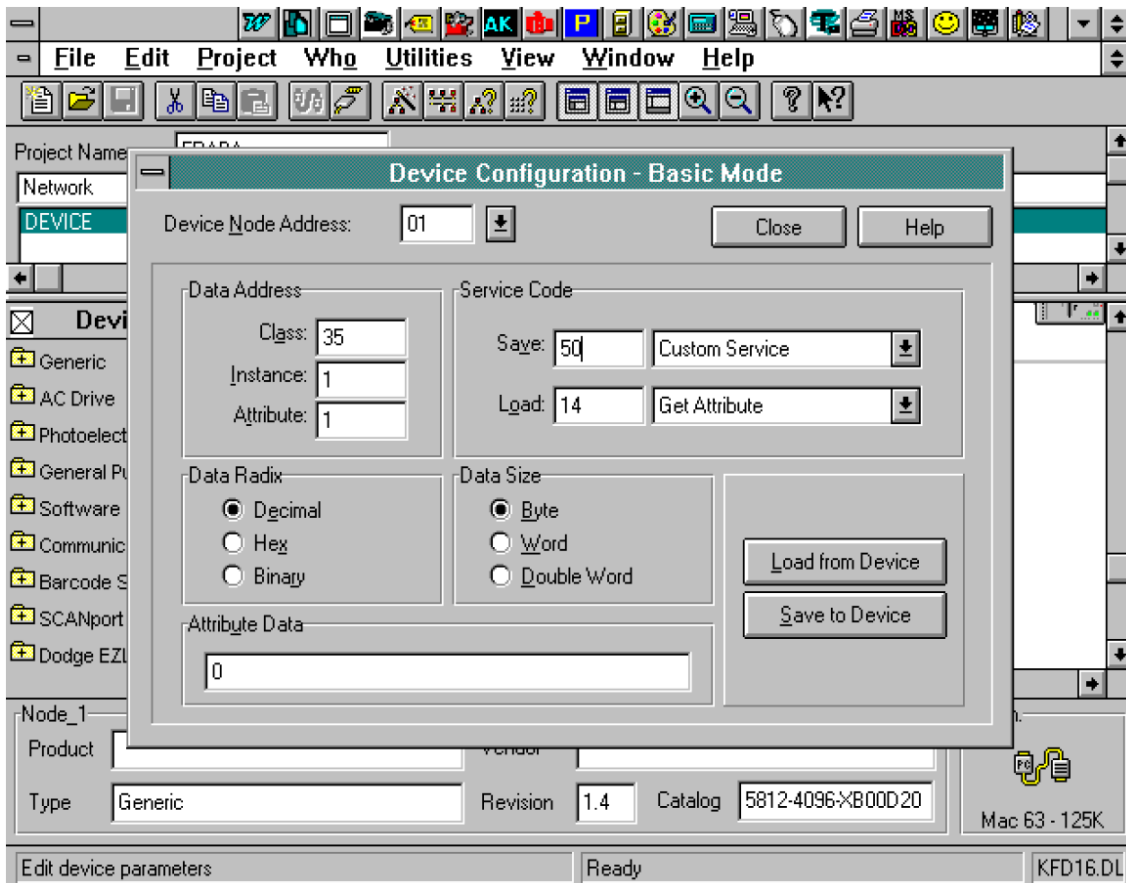 AK P MS
File Edit Project Who Utilities View Window Help
Project Name
Device Configuration - Basic Mode
Network
DEVICE
Device Node Address: 01 Close Help
Data Address
Class: 35
Instance: 1
Attribute: 1
Service Code
Save: 50 Custom Service
Load: 14 Get Attribute
Devi
Generic
AC Drive
Photoelect
General Pu
Software
Communic
Barcode S
SCANport
Dodge EZL
Data Radix
Decimal
Hex
Binary
Data Size
Byte
Word
Double Word
Load from Device
Save to Device
Attribute Data
0
Node_1
Product Vendor
Type Generic Revision 1.4 Catalog 5812-4096-XB00D20
PC
Mac 63 - 125K
Edit device parameters Ready KFD16.DL